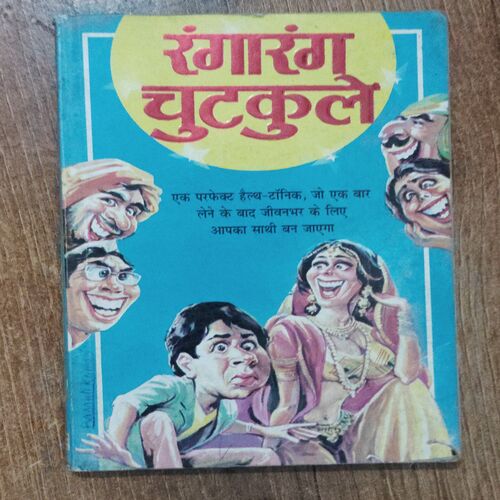 रंगारंग
चुटकुले
एक परफेक्ट हैल्थ-टॉनिक, जो एक बार
लेने के बाद जीवनभर के लिए
आपका साथी बन जाएगा